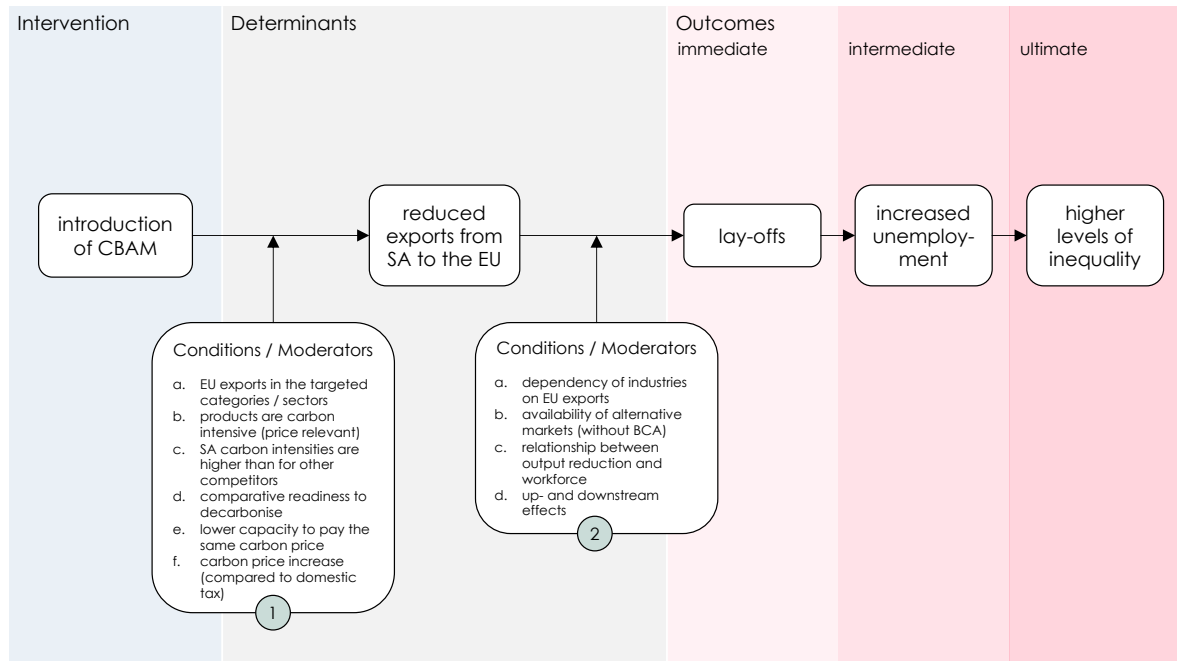 Intervention
Determinants
Outcomes
immediate
intermediate
ultimate
introduction
of CBAM
reduced
exports from
SA to the EU
lay-offs
increased
unemploy-
ment
higher
levels of
inequality
Conditions / Moderators
a. EU exports in the targeted
categories / sectors
b. products are carbon
intensive (price relevant)
c. SA carbon intensities are
higher than for other
competitors
d. comparative readiness to
decarbonise
e. lower capacity to pay the
same carbon price
f. carbon price increase
(compared to domestic
tax)
1
Conditions / Moderators
a. dependency of industries
on EU exports
b. availability of alternative
markets (without BCA)
c. relationship between
output reduction and
workforce
d. up- and downstream
effects
2